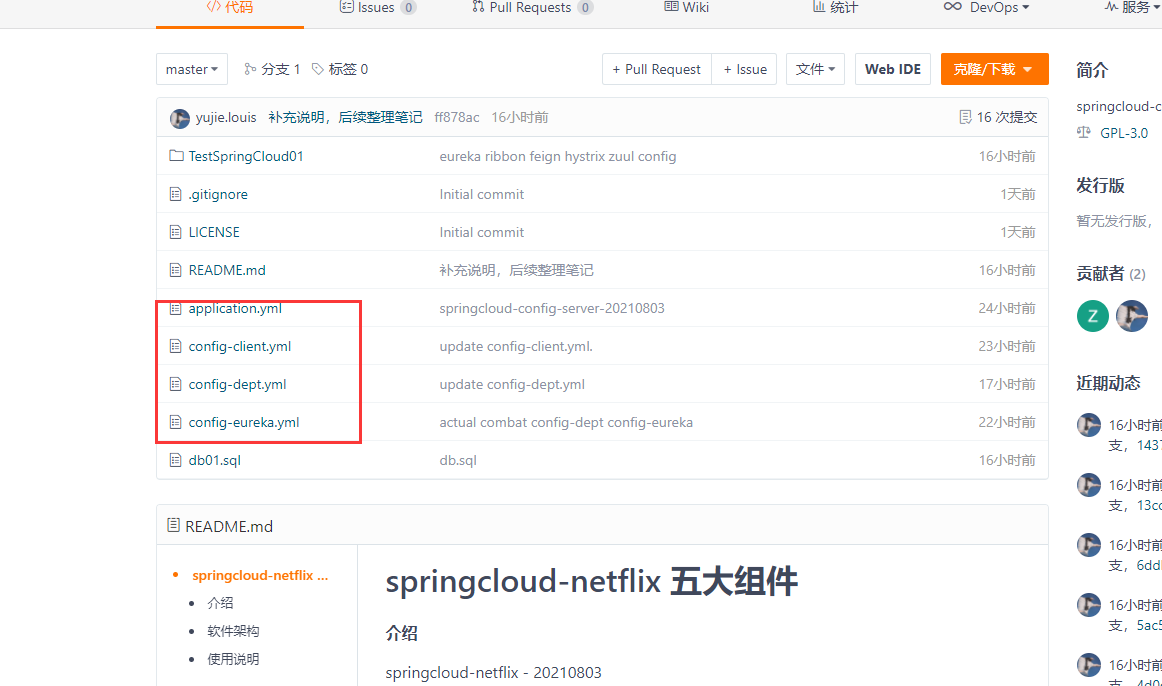 代码 Issues 0 Pull Requests 0 Wiki 统计 DevOps 服务
master 分支 1 标签 0 + Pull Request + Issue 文件 Web IDE 克隆/下载
简介
yujie.louis 补充说明，后续整理笔记 ff878ac 16小时前 16 次提交
springcloud-c
GPL-3.0
TestSpringCloud01 eureka ribbon feign hystrix zuul config 16小时前
.gitignore Initial commit 1天前
发行版
暂无发行版，
LICENSE Initial commit 1天前
README.md 补充说明，后续整理笔记 16小时前
贡献者 (2)
application.yml springcloud-config-server-20210803 24小时前
Z
config-client.yml update config-client.yml. 23小时前
config-dept.yml update config-dept.yml 17小时前
近期动态
config-eureka.yml actual combat config-dept config-eureka 22小时前
16小时前
支，1437
db01.sql db.sql 16小时前
16小时前
支，13cc
README.md
16小时前
支，6dd
springcloud-netflix ...
介绍
软件架构
使用说明
springcloud-netflix 五大组件
介绍
springcloud-netflix - 20210803
16小时前
支，5ac5
16小时前